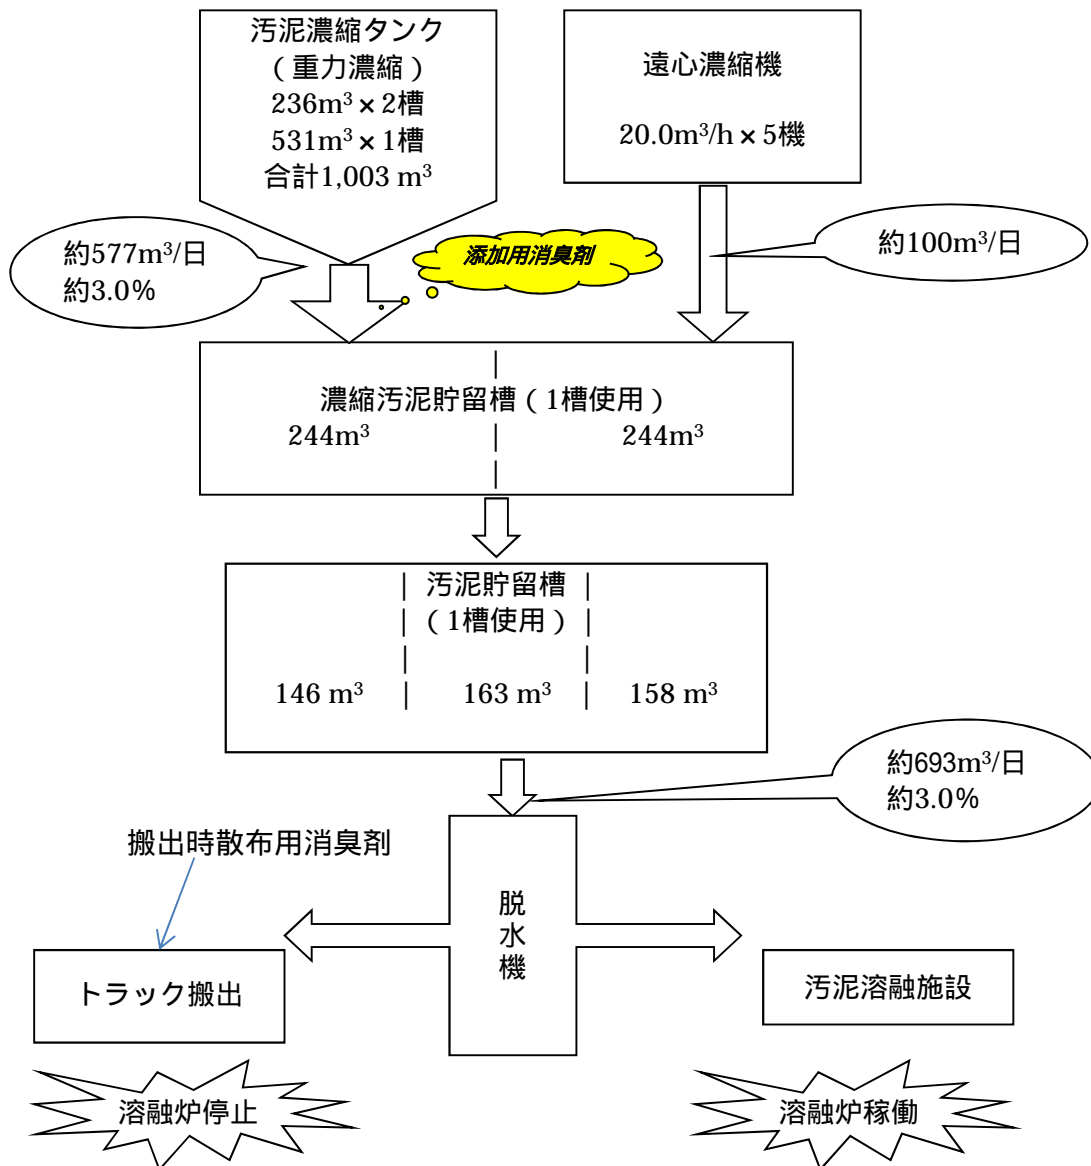 汚泥濃縮タンク
（重力濃縮）
236m³×2槽
531m³×1槽
合計1,003 m³
遠心濃縮機
20.0m³/h×5機
約577m³/日
約3.0%
添加用消臭剤
約100m³/日
濃縮汚泥貯留槽（1槽使用）
244m³ 244m³
汚泥貯留槽
（1槽使用）
146 m³ 163 m³ 158 m³
約693m³/日
約3.0%
搬出時散布用消臭剤
脱
水
機
トラック搬出
汚泥溶融施設
溶融炉停止
溶融炉稼働